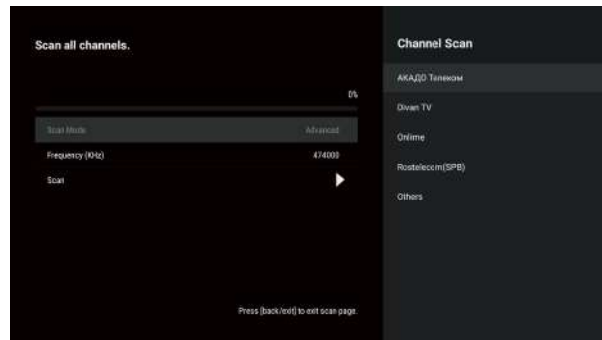 Scan all channels.
0%
Scan Mode Advanced
Frequency (KHz) 474000
Scan
Press [back/exit] to exit scan page.
Channel Scan
АКАДО Телеком
Divan TV
Onlime
Rostelecom(SPB)
Others